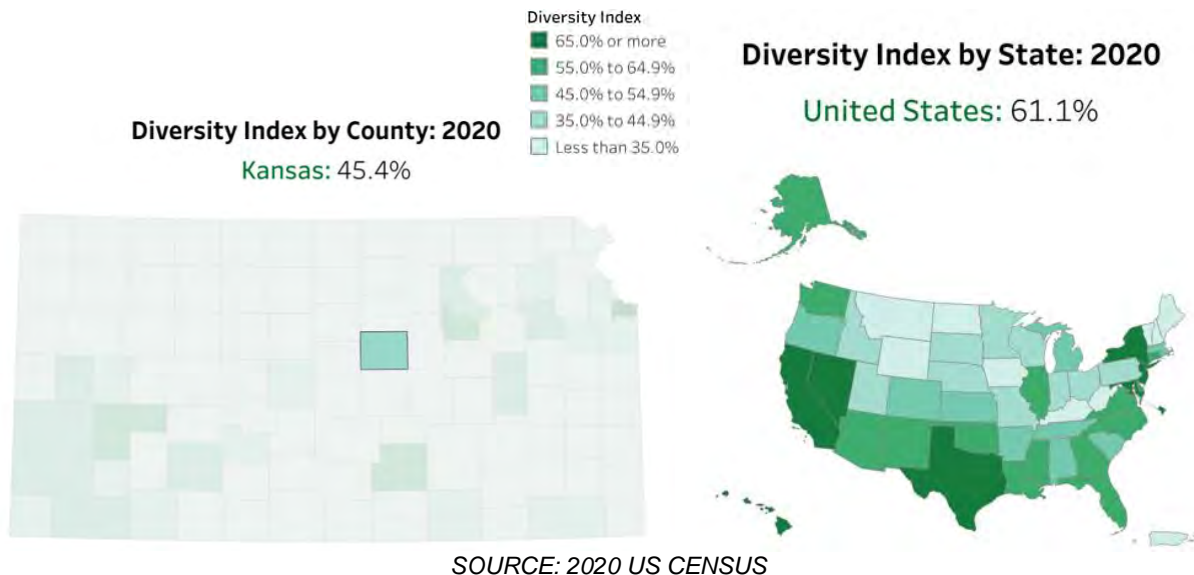 Diversity Index
65.0% or more
55.0% to 64.9%
45.0% to 54.9%
35.0% to 44.9%
Less than 35.0%
Diversity Index by County: 2020
Kansas: 45.4%
Diversity Index by State: 2020
United States: 61.1%
SOURCE: 2020 US CENSUS